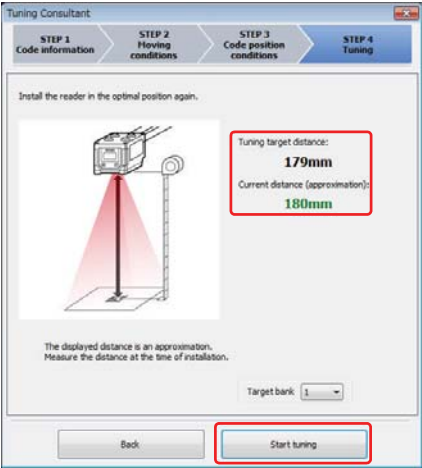 Tuning Consultant
STEP 1
Code information
STEP 2
Moving
conditions
STEP 3
Code position
conditions
STEP 4
Tuning
Install the reader in the optimal position again.
Tuning target distance:
179mm
Current distance (approximation):
180mm
The displayed distance is an approximation.
Measure the distance at the time of installation.
Target bank 1
Back
Start tuning